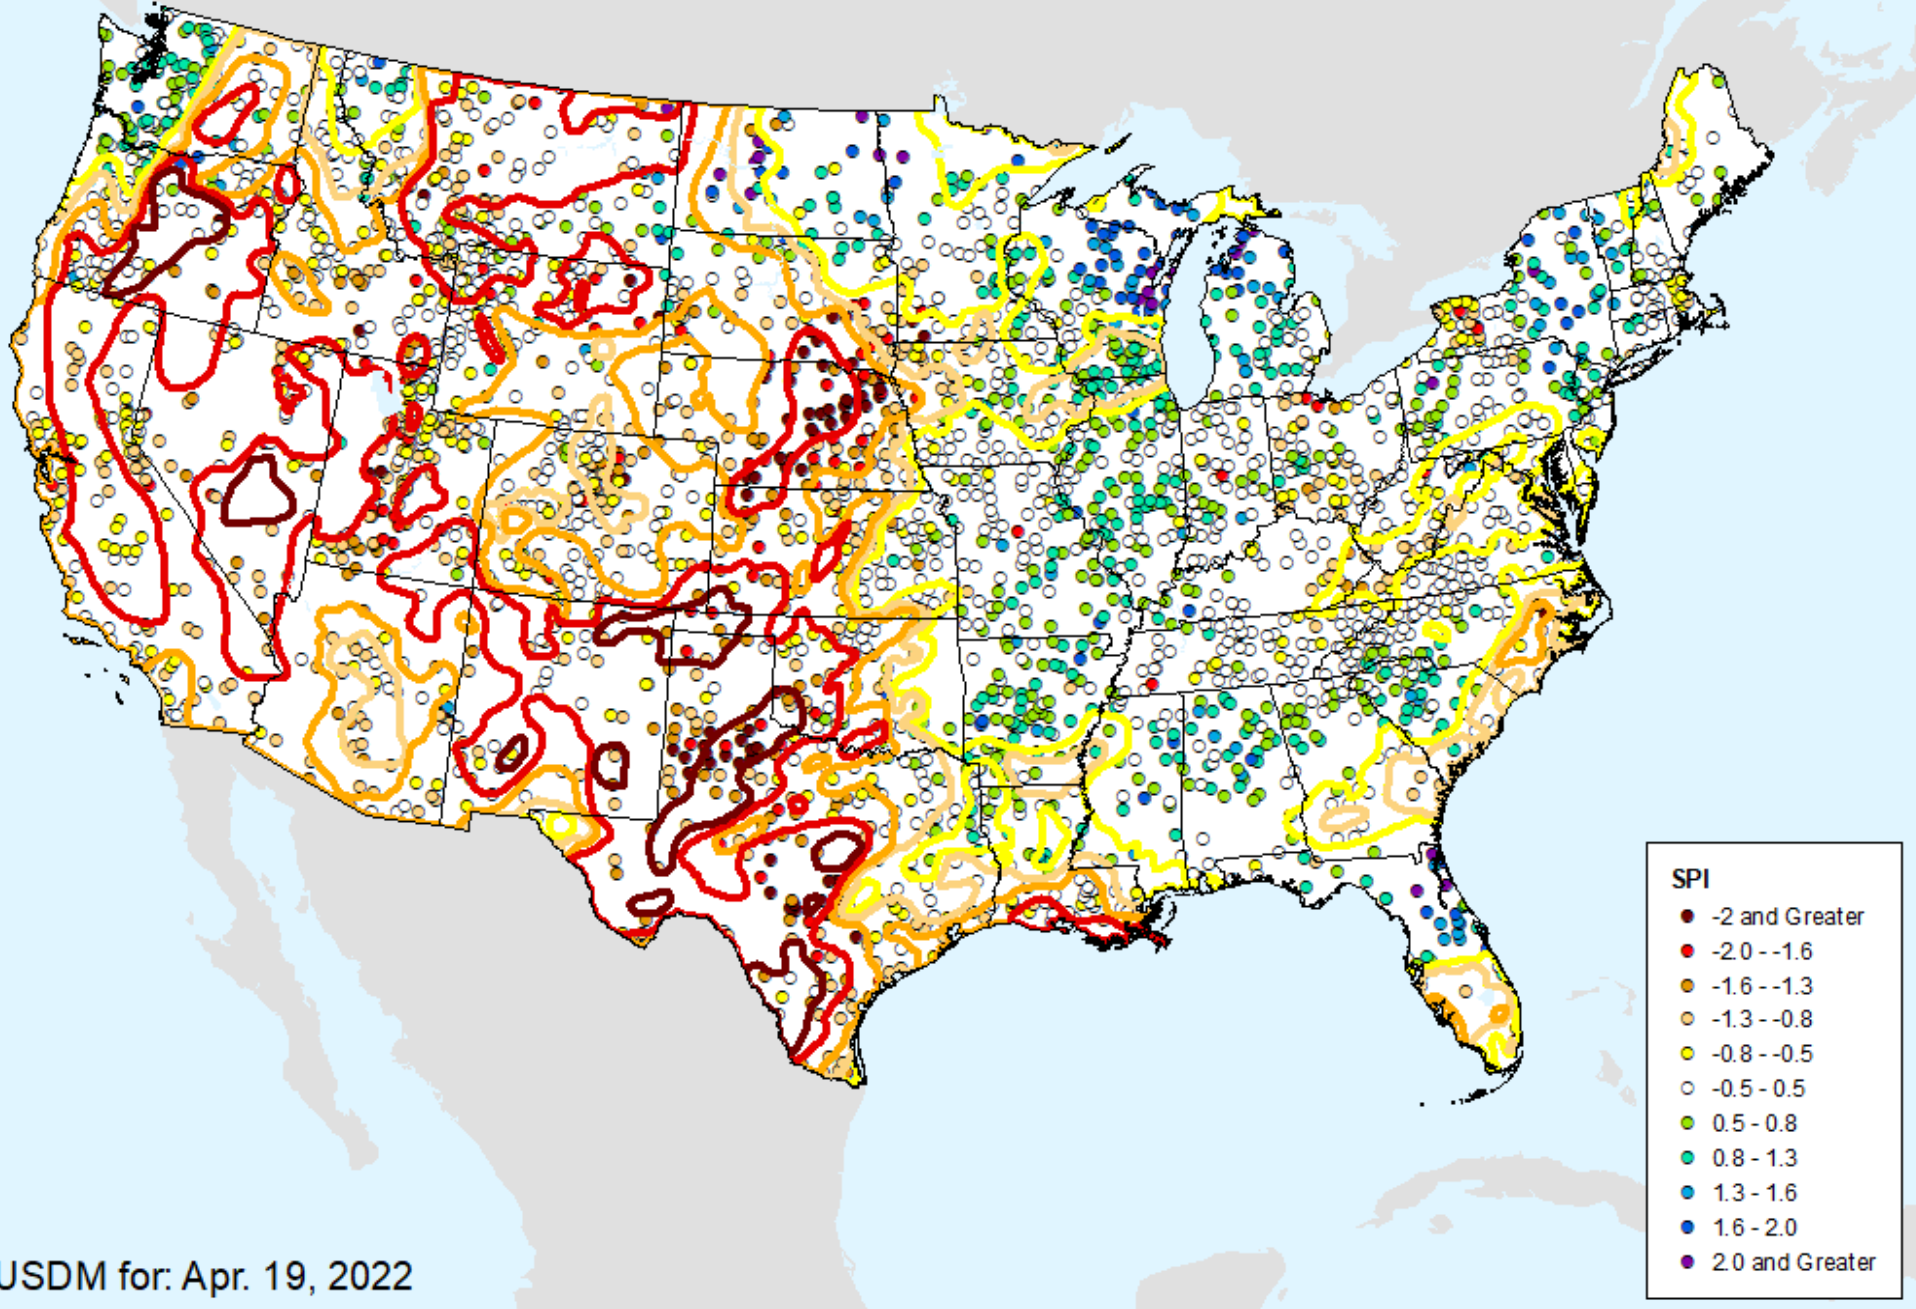 SPI
-2 and Greater
-2.0 - -1.6
-1.6 - -1.3
-1.3 - -0.8
-0.8 - -0.5
-0.5 - 0.5
0.5 - 0.8
0.8 - 1.3
1.3 - 1.6
1.6 - 2.0
2.0 and Greater
USDM for: Apr. 19, 2022